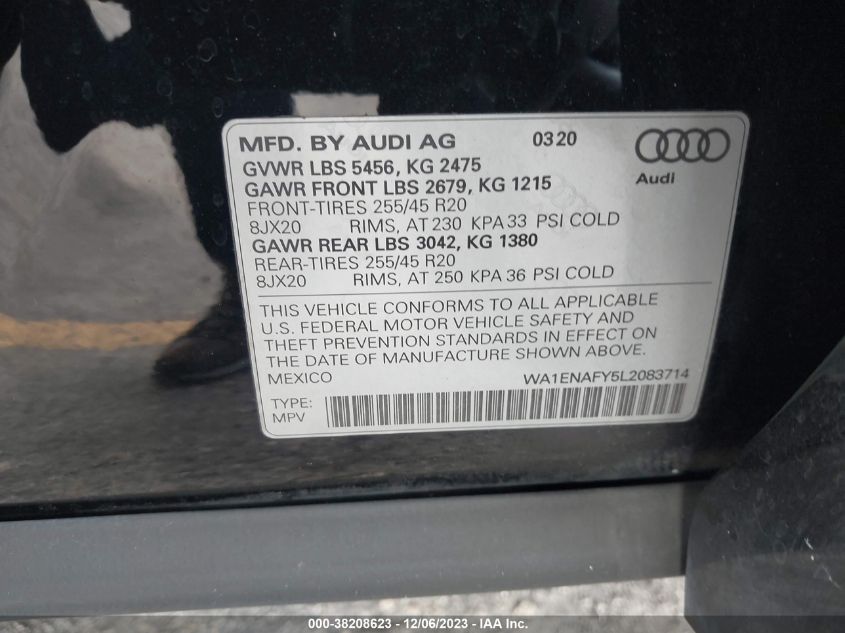 MFD. BY AUDI AG 03 20
GVWR LBS 5456, KG 2475
GAWR FRONT LBS 2679, KG 1215
Audi
FRONT-TIRES 255/45 R20
8JX20 RIMS, AT 230 KPA 33 PSI COLD
GAWR REAR LBS 3042, KG 1380
REAR-TIRES 255/45 R20
8JX20 RIMS, AT 250 KPA 36 PSI COLD
THIS VEHICLE CONFORMS TO ALL APPLICABLE
U.S. FEDERAL MOTOR VEHICLE SAFETY AND
THEFT PREVENTION STANDARDS IN EFFECT ON
THE DATE OF MANUFACTURE SHOWN ABOVE.
MEXICO WA1ENAFY5L2083714
TYPE:
MPV
000-38208623 - 12/06/2023 - IAA Inc.